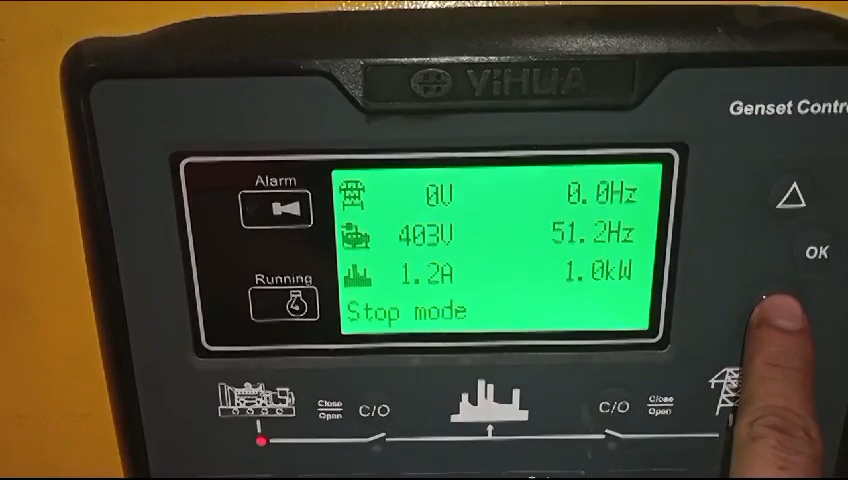 YiHUA
Genset Contr
Alarm
0V 0.0Hz
403V 51.2Hz
OK
Running
1.2A 1.0kW
Stop mode
Close
Open
C/O
C/O
Close
Open